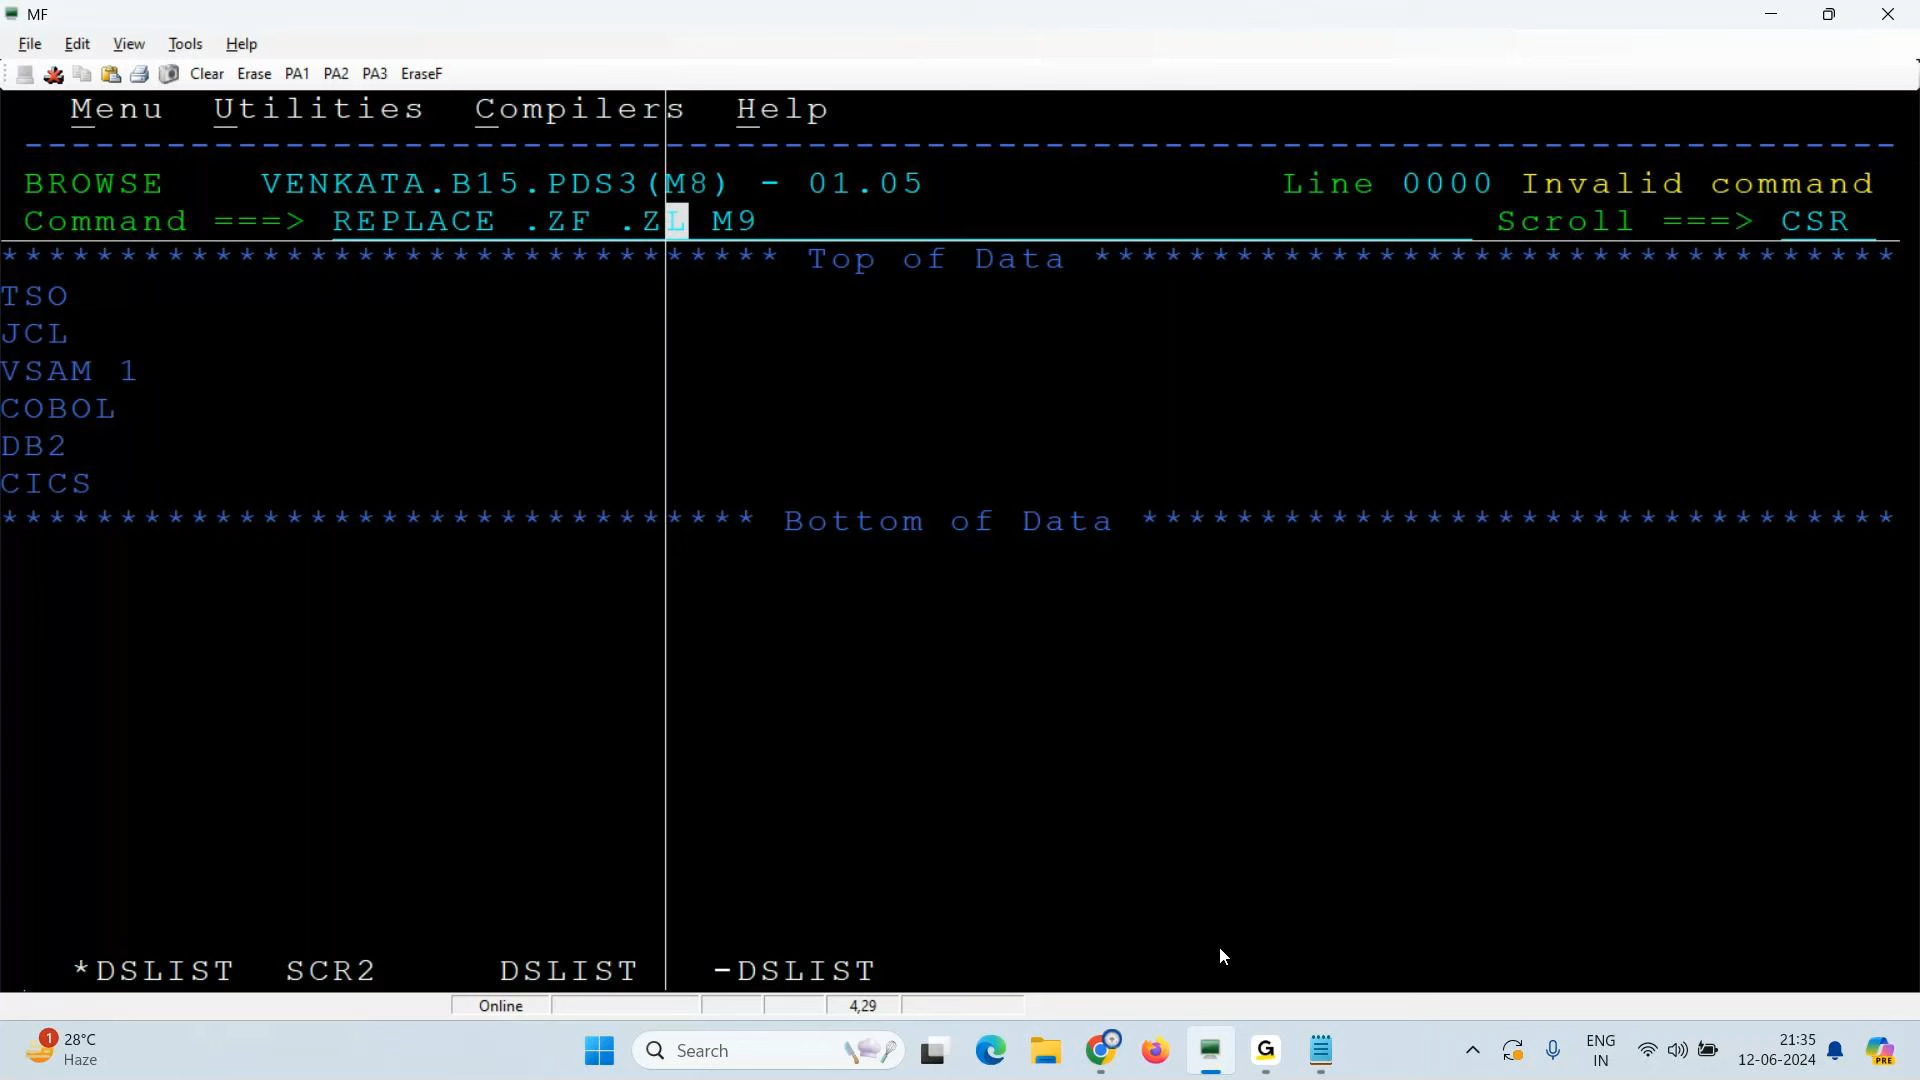 MF
File Edit View Tools Help
Clear Erase PA1 PA2 PA3 EraseF
Menu Utilities Compilers Help
--------------------------------------------------------------------------------
BROWSE VENKATA.B15.PDS3(M8) - 01.05 Line 0000 Invalid command
Command ===> REPLACE .ZF .ZL M9 Scroll ===> CSR
********************************* Top of Data **********************************
TSO
JCL
VSAM 1
COBOL
DB2
CICS
******************************** Bottom of Data ********************************
*DSLIST SCR2 DSLIST -DSLIST
Online 4,29
1 28°C
Haze
Search
G
ENG
IN
21:35
12-06-2024
PRE